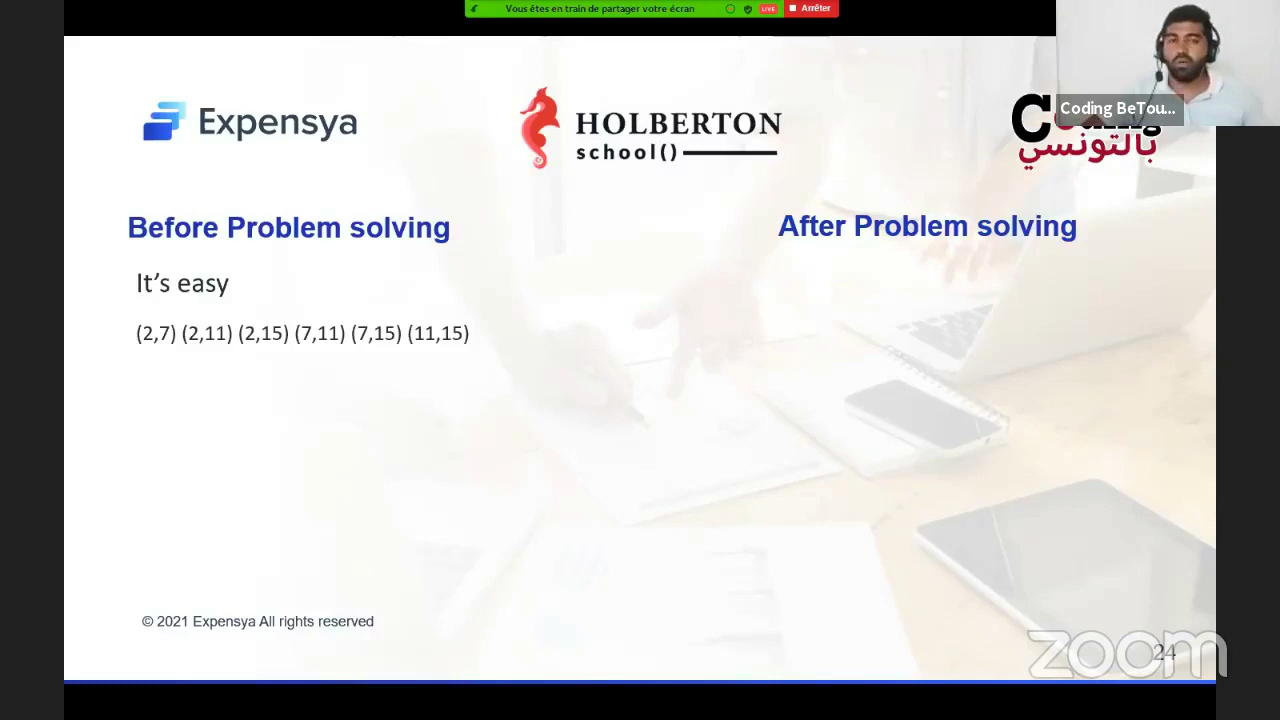 Vous êtes en train de partager votre écran
LIVE
Arrêter
Expensya
HOLBERTON
school()
Coding BeTou...
بالتونسي
Before Problem solving
After Problem solving
It’s easy
(2,7) (2,11) (2,15) (7,11) (7,15) (11,15)
© 2021 Expensya All rights reserved
zoom
24